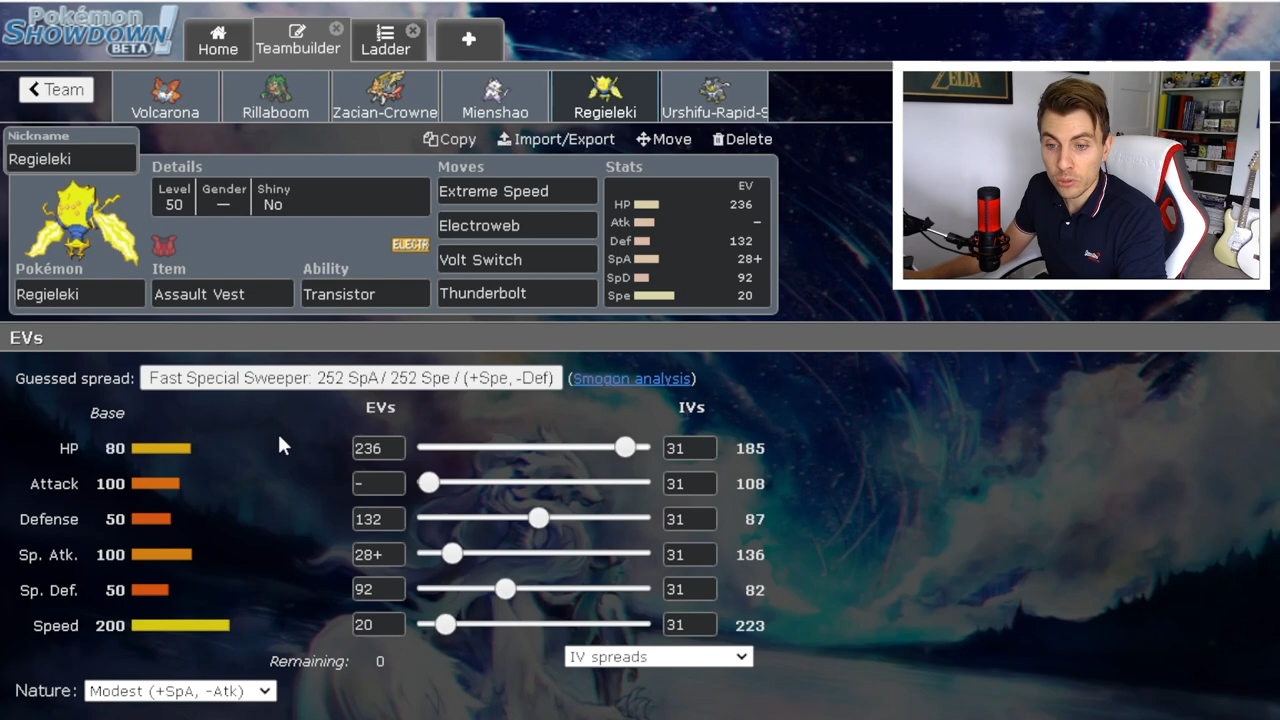 Pokémon
SHOWDOWN!
BETA
Home
Teambuilder
Ladder
+
Team
Volcarona
Rillaboom
Zacian-Crowne
Mienshao
Regieleki
Urshifu-Rapid-S
ZELDA
Nickname
Regieleki
Copy
Import/Export
Move
Delete
Details
Level
50
Gender
—
Shiny
No
ELECTR
Pokémon
Regieleki
Item
Assault Vest
Ability
Transistor
Moves
Extreme Speed
Electroweb
Volt Switch
Thunderbolt
Stats
EV
HP 236
Atk –
Def 132
SpA 28+
SpD 92
Spe 20
EVs
Guessed spread: Fast Special Sweeper: 252 SpA / 252 Spe / (+Spe, -Def) (Smogon analysis)
Base EVs IVs
HP 80 236 31 185
Attack 100 - 31 108
Defense 50 132 31 87
Sp. Atk. 100 28+ 31 136
Sp. Def. 50 92 31 82
Speed 200 20 31 223
Remaining: 0
IV spreads
Nature: Modest (+SpA, -Atk)